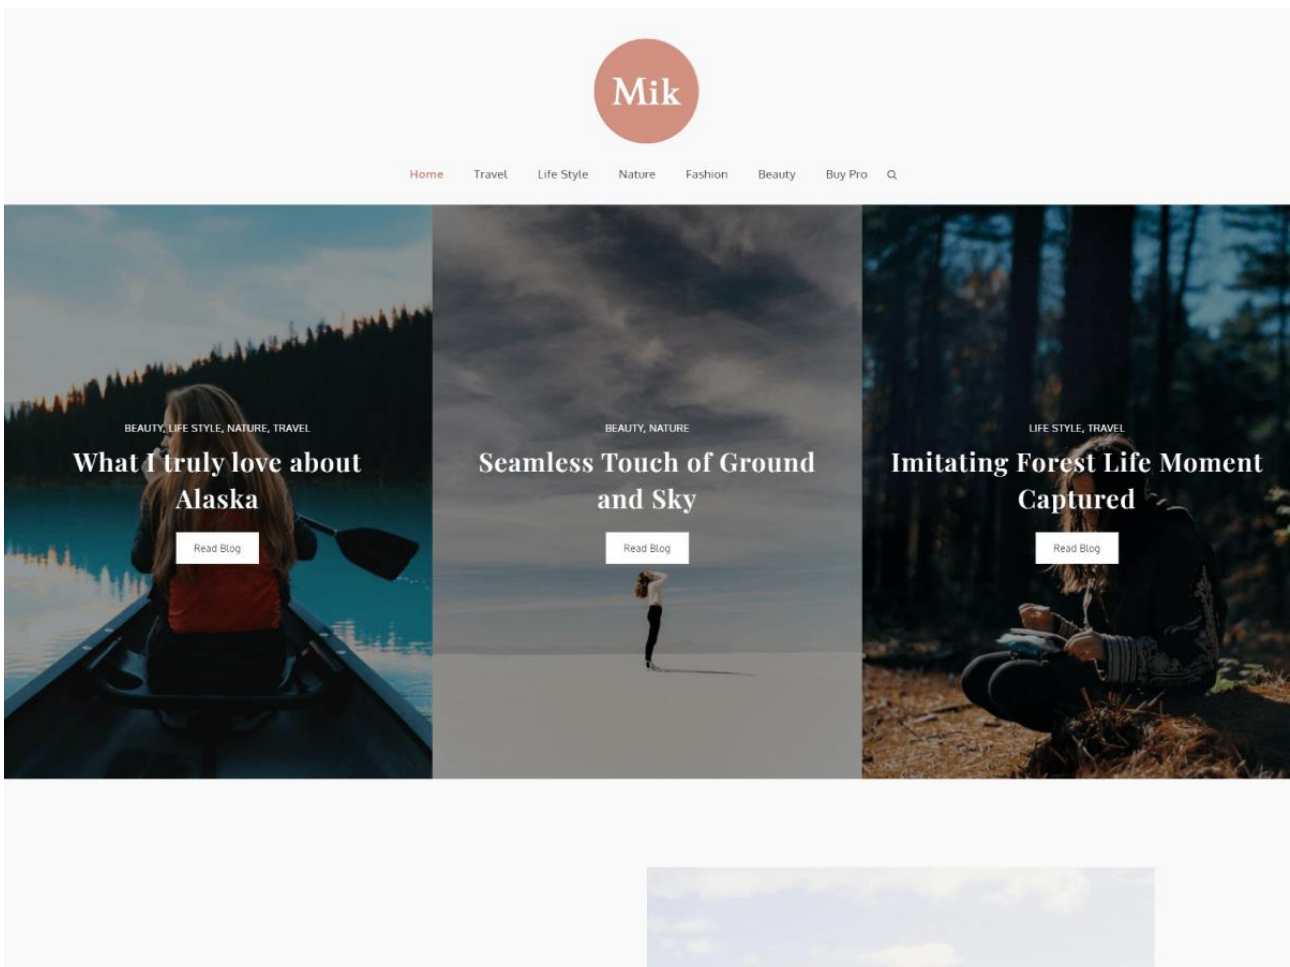 Mik
Home Travel Life Style Nature Fashion Beauty Buy Pro
BEAUTY, LIFE STYLE, NATURE, TRAVEL
What I truly love about
Alaska
Read Blog
BEAUTY, NATURE
Seamless Touch of Ground
and Sky
Read Blog
LIFE STYLE, TRAVEL
Imitating Forest Life Moment
Captured
Read Blog